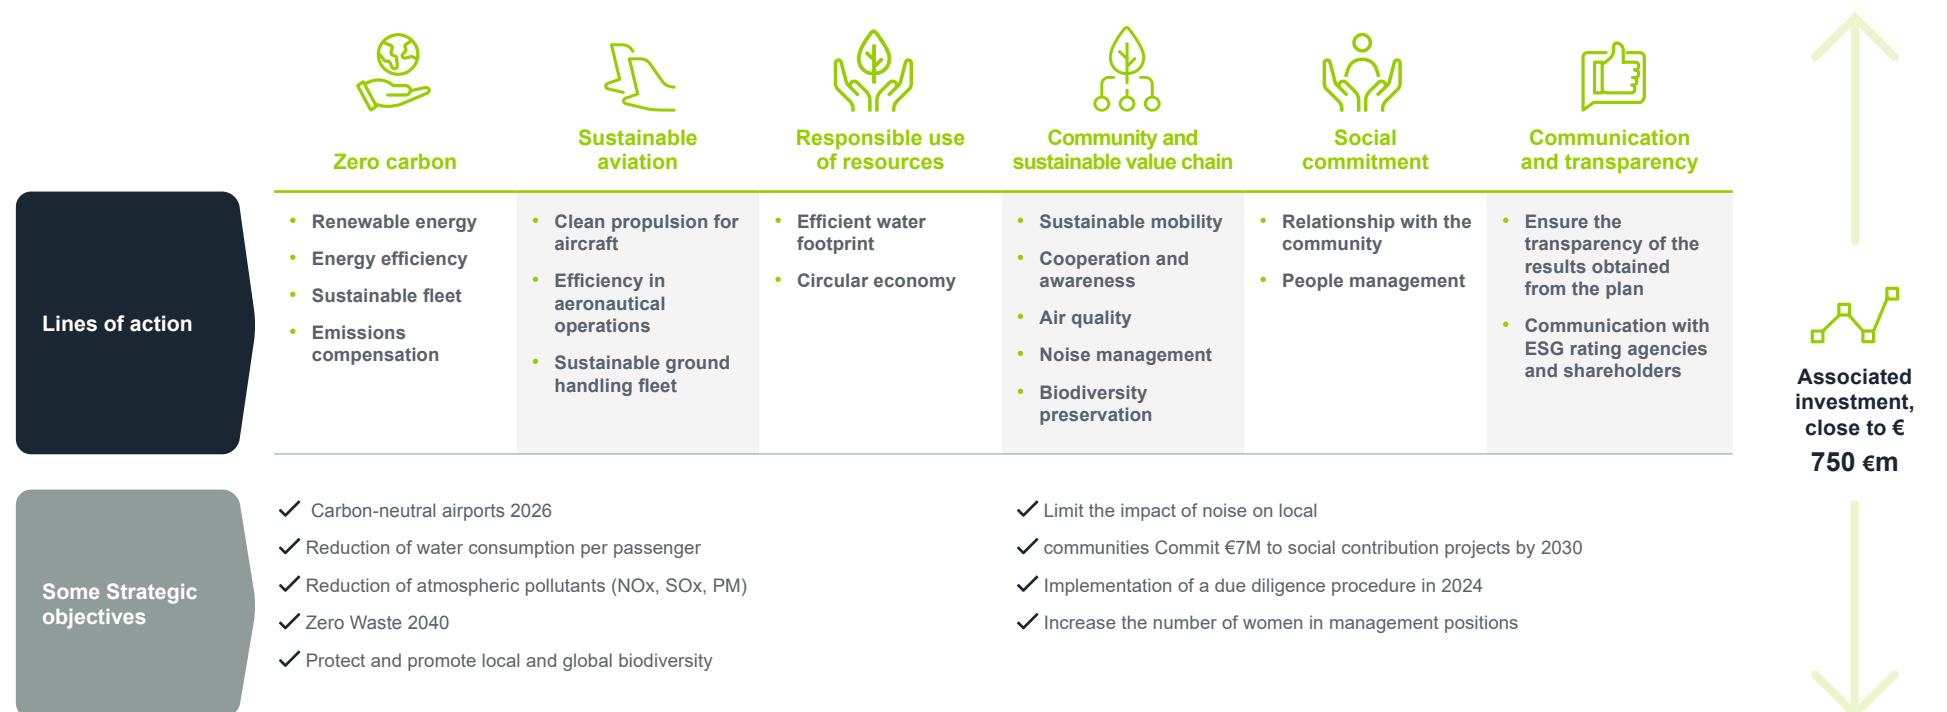 Zero carbon
Sustainable
aviation
Responsible use
of resources
Community and
sustainable value chain
Social
commitment
Communication
and transparency
Lines of action
• Renewable energy
• Energy efficiency
• Sustainable fleet
• Emissions
compensation
• Clean propulsion for
aircraft
• Efficiency in
aeronautical
operations
• Sustainable ground
handling fleet
• Efficient water
footprint
• Circular economy
• Sustainable mobility
• Cooperation and
awareness
• Air quality
• Noise management
• Biodiversity
preservation
• Relationship with the
community
• People management
• Ensure the
transparency of the
results obtained
from the plan
• Communication with
ESG rating agencies
and shareholders
Associated
investment,
close to €
750 €m
Some Strategic
objectives
Carbon-neutral airports 2026
Reduction of water consumption per passenger
Reduction of atmospheric pollutants (NOx, SOx, PM)
Zero Waste 2040
Protect and promote local and global biodiversity
Limit the impact of noise on local
communities Commit €7M to social contribution projects by 2030
Implementation of a due diligence procedure in 2024
Increase the number of women in management positions